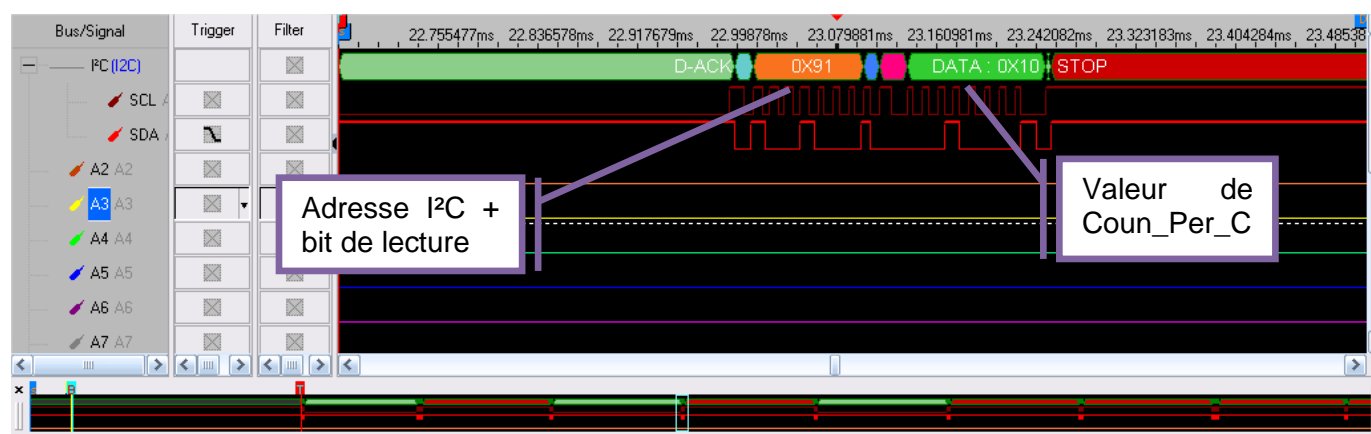 Bus/Signal Trigger Filter
22.755477ms 22.836578ms 22.917679ms 22.99878ms 23.079881ms 23.160981ms 23.242082ms 23.323183ms 23.404284ms 23.48538
I²C (I2C) D-ACK 0X91 DATA : 0X10 STOP
SCL
SDA
A2 A2
A3 A3
A4 A4
A5 A5
A6 A6
A7 A7
Adresse I²C +
bit de lecture
Valeur de
Coun_Per_C
B T